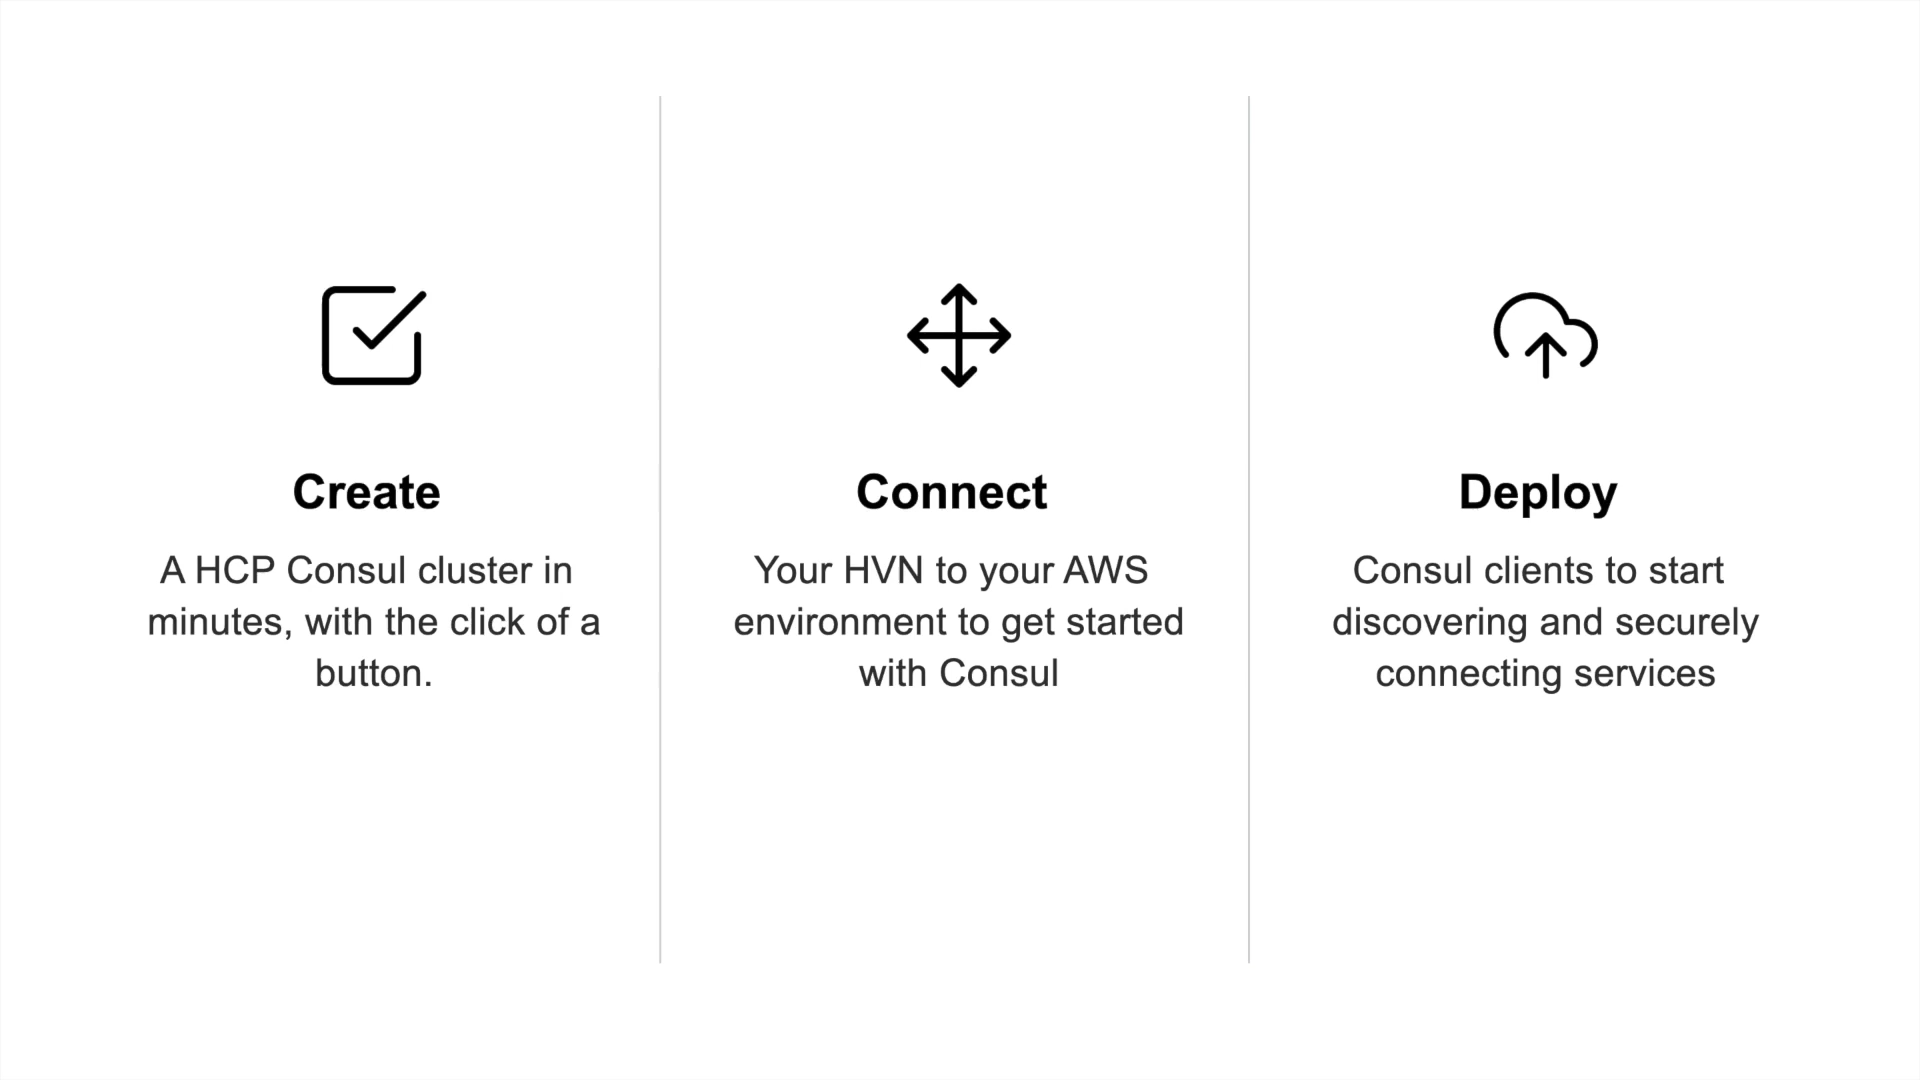 Create
A HCP Consul cluster in
minutes, with the click of a
button.
Connect
Your HVN to your AWS
environment to get started
with Consul
Deploy
Consul clients to start
discovering and securely
connecting services